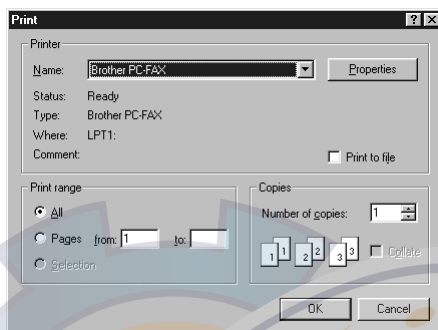 Print
Printer
Name: Brother PC-FAX Properties
Status: Ready
Type: Brother PC-FAX
Where: LPT1:
Comment: Print to file
Print range
All
Pages from: 1 to:
Selection
Copies
Number of copies: 1
1 1 2 2 3 3 Collate
OK Cancel